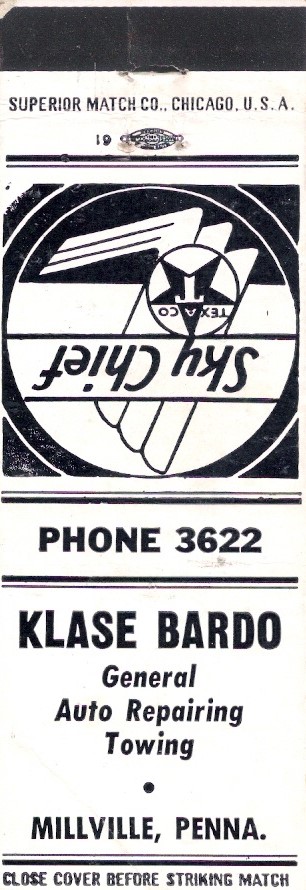 SUPERIOR MATCH CO., CHICAGO, U.S.A.
19
TEXACO
T
Sky Chief
PHONE 3622
KLASE BARDO
General
Auto Repairing
Towing
•
MILLVILLE, PENNA.
CLOSE COVER BEFORE STRIKING MATCH